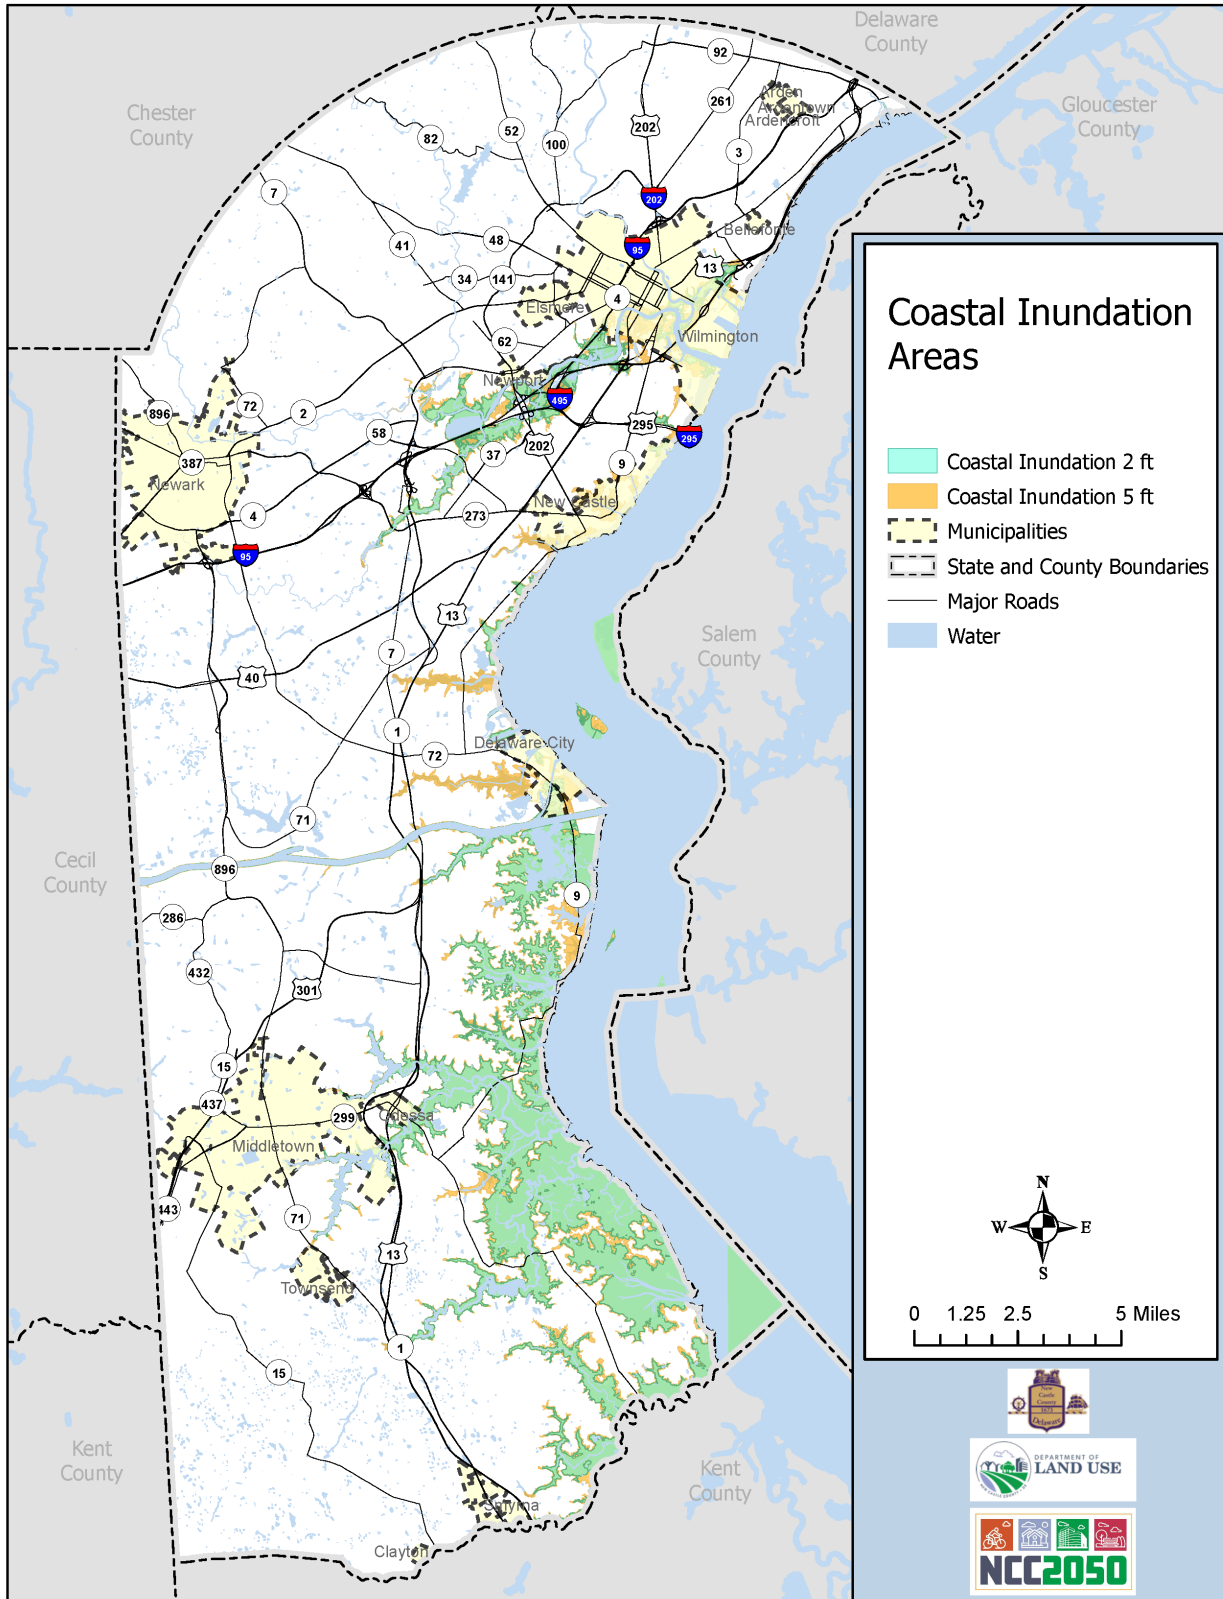 Delaware
County
Chester
County
Gloucester
County
Arden
Ardentown
Ardencroft
92
261
202
52
82
100
3
7
202
Bellefonte
41
48
95
13
34
141
Elsmere
4
Wilmington
62
Newport
495
896
72
2
58
295
295
202
387
Newark
37
9
New Castle
4
273
95
13
7
Salem
County
40
1
Delaware City
72
71
Cecil
County
896
9
286
432
301
15
437
299
Odessa
Middletown
443
71
13
Townsend
1
15
Kent
County
Kent
County
Smyrna
Clayton
Coastal Inundation
Areas
Coastal Inundation 2 ft
Coastal Inundation 5 ft
Municipalities
State and County Boundaries
Major Roads
Water
N
W E
S
0 1.25 2.5 5 Miles
New
Castle
County
1673
Delaware
DEPARTMENT OF
LAND USE
NCC2050